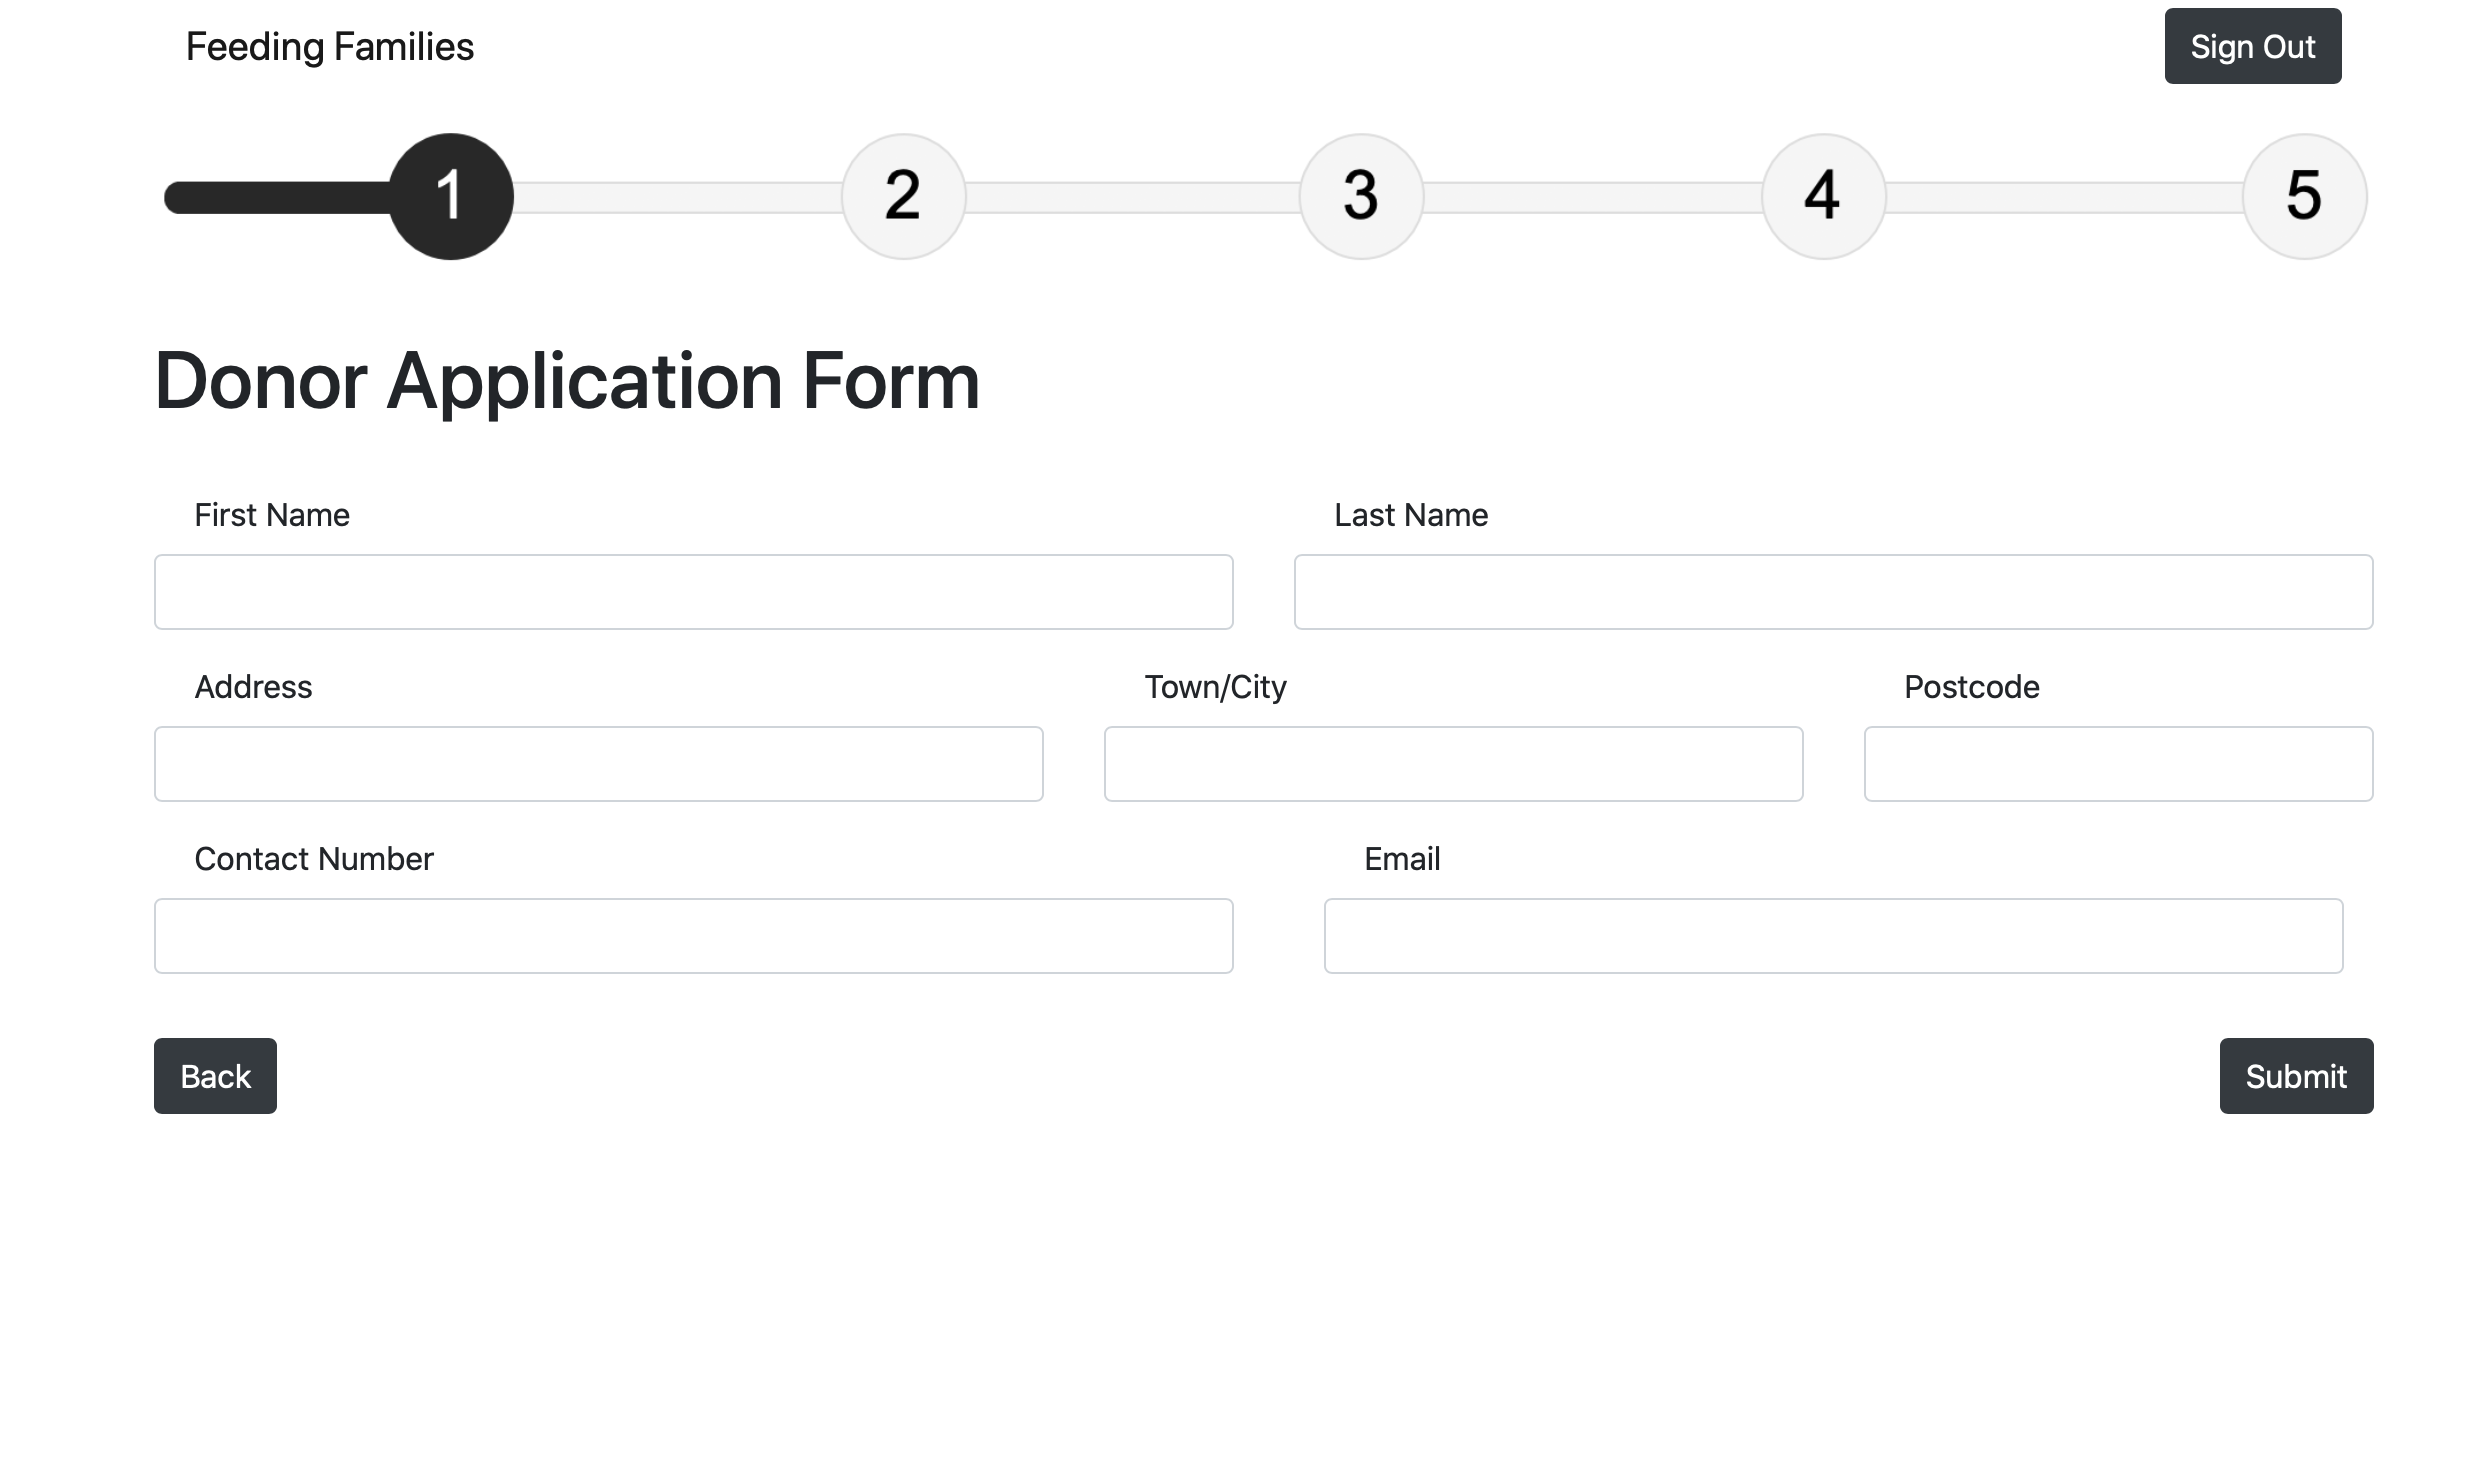 Feeding Families
Sign Out
1 2 3 4 5
Donor Application Form
First Name Last Name
Address Town/City Postcode
Contact Number Email
Back Submit